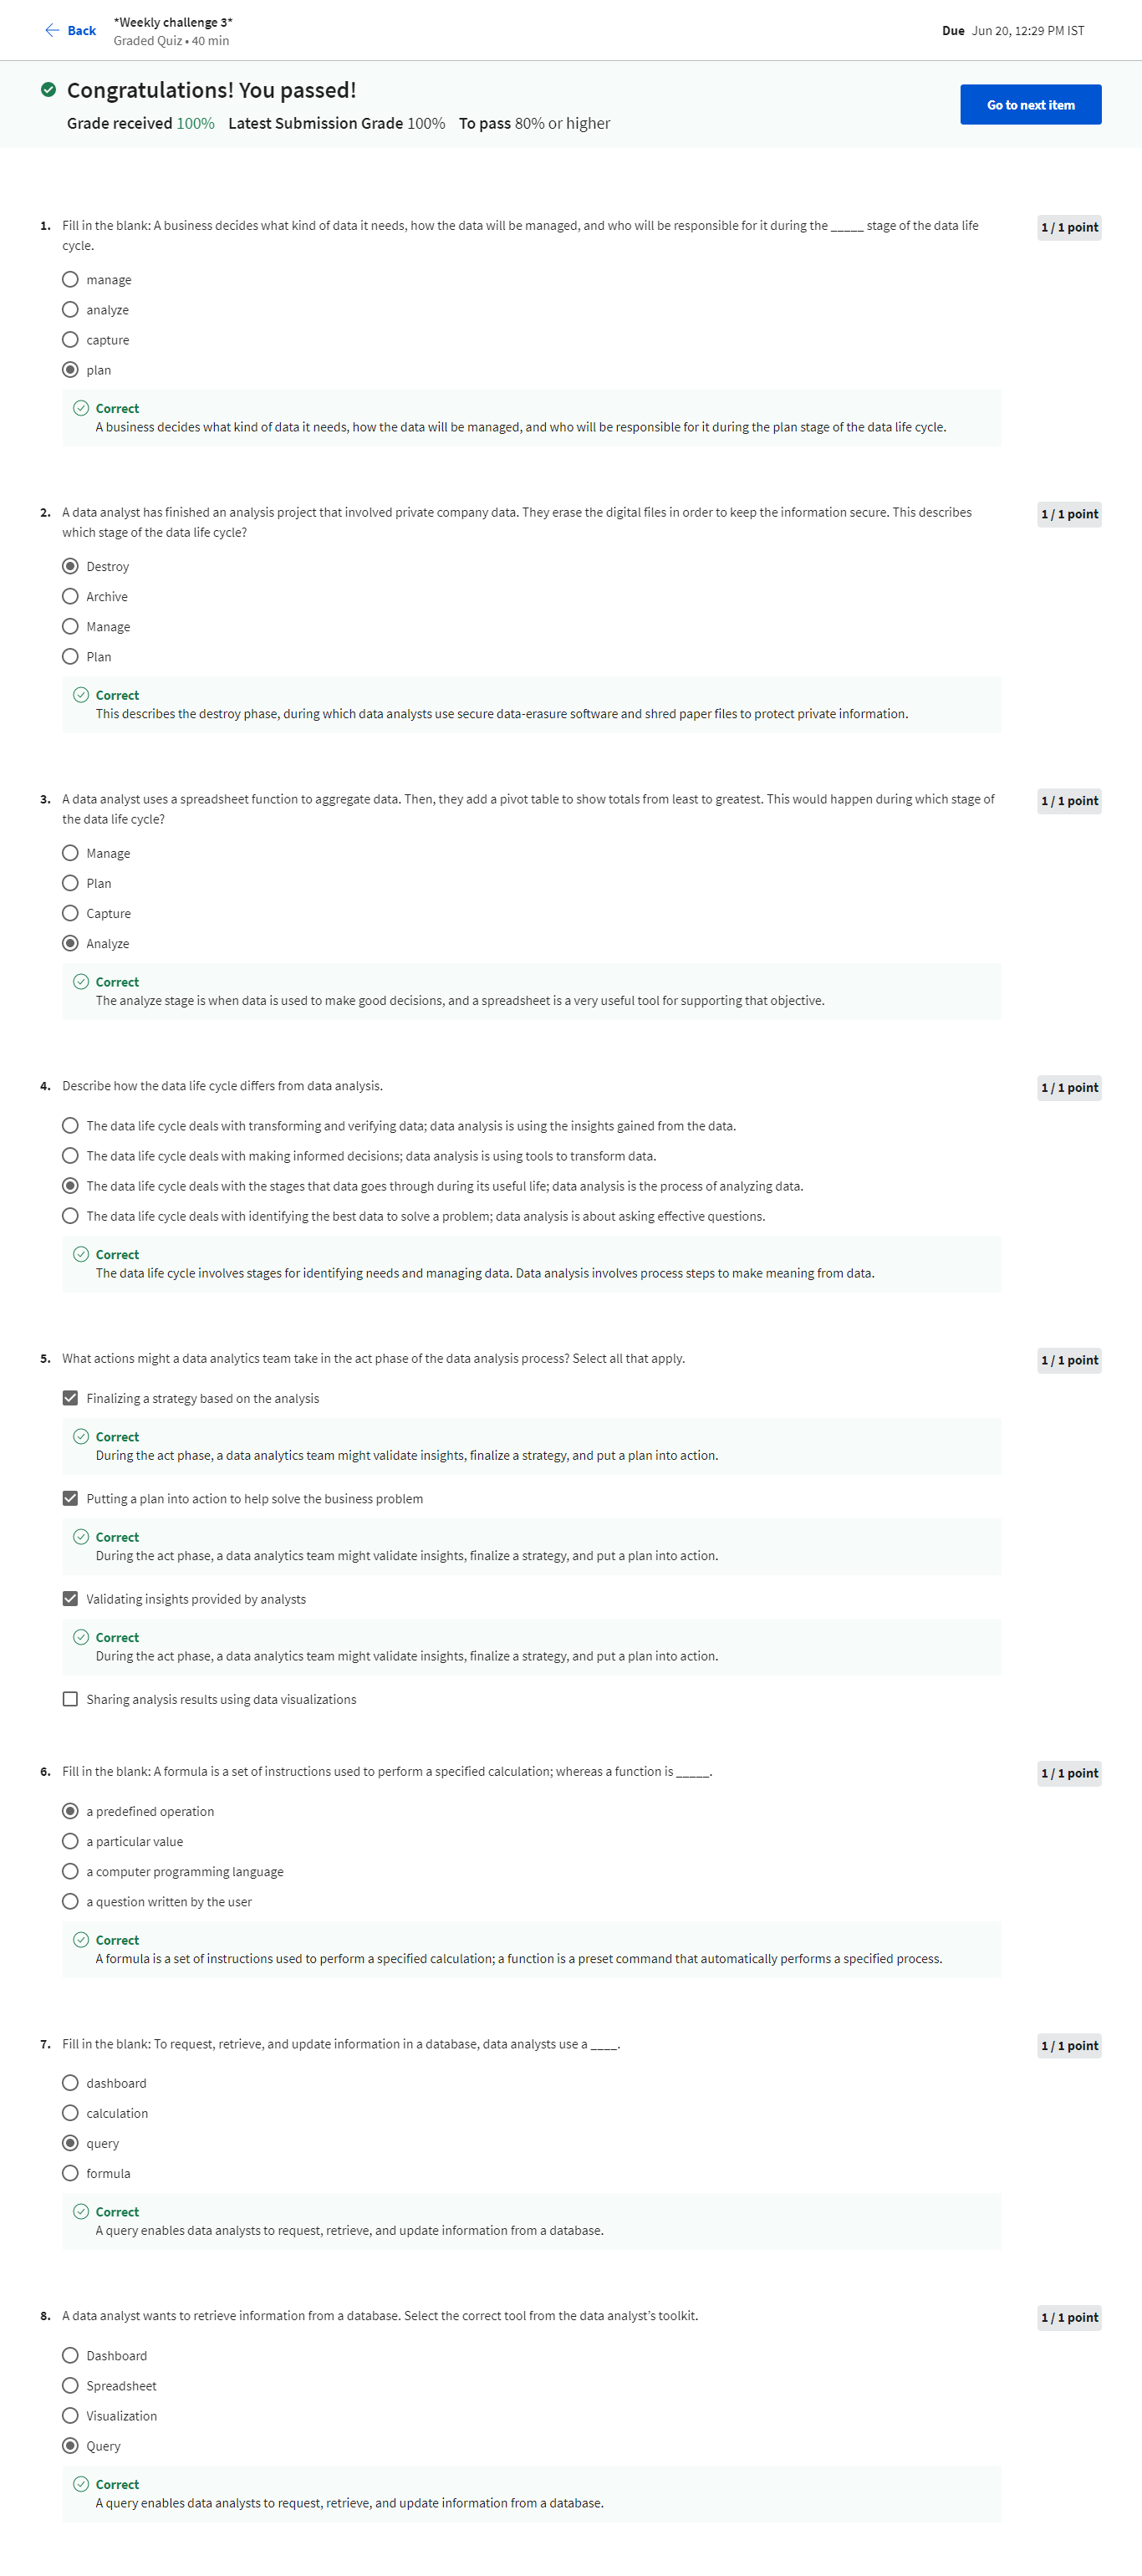 Back
*Weekly challenge 3*
Graded Quiz • 40 min
Due Jun 20, 12:29 PM IST
Congratulations! You passed!
Grade received 100% Latest Submission Grade 100% To pass 80% or higher
Go to next item
1. Fill in the blank: A business decides what kind of data it needs, how the data will be managed, and who will be responsible for it during the _____ stage of the data life
cycle.
1 / 1 point
manage
analyze
capture
plan
Correct
A business decides what kind of data it needs, how the data will be managed, and who will be responsible for it during the plan stage of the data life cycle.
2. A data analyst has finished an analysis project that involved private company data. They erase the digital files in order to keep the information secure. This describes
which stage of the data life cycle?
1 / 1 point
Destroy
Archive
Manage
Plan
Correct
This describes the destroy phase, during which data analysts use secure data-erasure software and shred paper files to protect private information.
3. A data analyst uses a spreadsheet function to aggregate data. Then, they add a pivot table to show totals from least to greatest. This would happen during which stage of
the data life cycle?
1 / 1 point
Manage
Plan
Capture
Analyze
Correct
The analyze stage is when data is used to make good decisions, and a spreadsheet is a very useful tool for supporting that objective.
4. Describe how the data life cycle differs from data analysis.
1 / 1 point
The data life cycle deals with transforming and verifying data; data analysis is using the insights gained from the data.
The data life cycle deals with making informed decisions; data analysis is using tools to transform data.
The data life cycle deals with the stages that data goes through during its useful life; data analysis is the process of analyzing data.
The data life cycle deals with identifying the best data to solve a problem; data analysis is about asking effective questions.
Correct
The data life cycle involves stages for identifying needs and managing data. Data analysis involves process steps to make meaning from data.
5. What actions might a data analytics team take in the act phase of the data analysis process? Select all that apply.
1 / 1 point
Finalizing a strategy based on the analysis
Correct
During the act phase, a data analytics team might validate insights, finalize a strategy, and put a plan into action.
Putting a plan into action to help solve the business problem
Correct
During the act phase, a data analytics team might validate insights, finalize a strategy, and put a plan into action.
Validating insights provided by analysts
Correct
During the act phase, a data analytics team might validate insights, finalize a strategy, and put a plan into action.
Sharing analysis results using data visualizations
6. Fill in the blank: A formula is a set of instructions used to perform a specified calculation; whereas a function is _____.
1 / 1 point
a predefined operation
a particular value
a computer programming language
a question written by the user
Correct
A formula is a set of instructions used to perform a specified calculation; a function is a preset command that automatically performs a specified process.
7. Fill in the blank: To request, retrieve, and update information in a database, data analysts use a ____.
1 / 1 point
dashboard
calculation
query
formula
Correct
A query enables data analysts to request, retrieve, and update information from a database.
8. A data analyst wants to retrieve information from a database. Select the correct tool from the data analyst's toolkit.
1 / 1 point
Dashboard
Spreadsheet
Visualization
Query
Correct
A query enables data analysts to request, retrieve, and update information from a database.